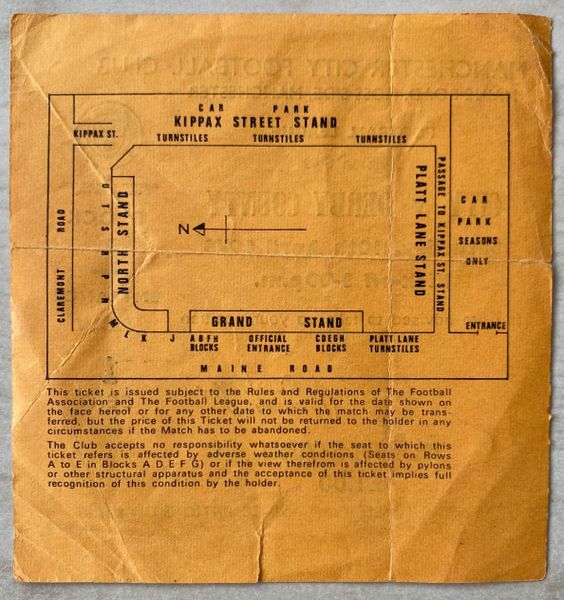 CAR PARK
KIPPAX STREET STAND
KIPPAX ST.
TURNSTILES TURNSTILES TURNSTILES
CLAREMONT ROAD
U T S R P N M L K J
NORTH STAND
N
PLATT LANE STAND
PASSAGE TO KIPPAX ST. STAND
CAR
PARK
SEASONS
ONLY
ENTRANCE
GRAND STAND
ABFH
BLOCKS
OFFICIAL
ENTRANCE
CDEGH
BLOCKS
PLATT LANE
TURNSTILES
MAINE ROAD
This ticket is issued subject to the Rules and Regulations of The Football
Association and The Football League, and is valid for the date shown on
the face hereof or for any other date to which the match may be trans-
ferred, but the price of this Ticket will not be returned to the holder in any
circumstances if the Match has to be abandoned.
The Club accepts no responsibility whatsoever if the seat to which this
ticket refers is affected by adverse weather conditions (Seats on Rows
A to E in Blocks A D E F G) or if the view therefrom is affected by pylons
or other structural apparatus and the acceptance of this ticket implies full
recognition of this condition by the holder.